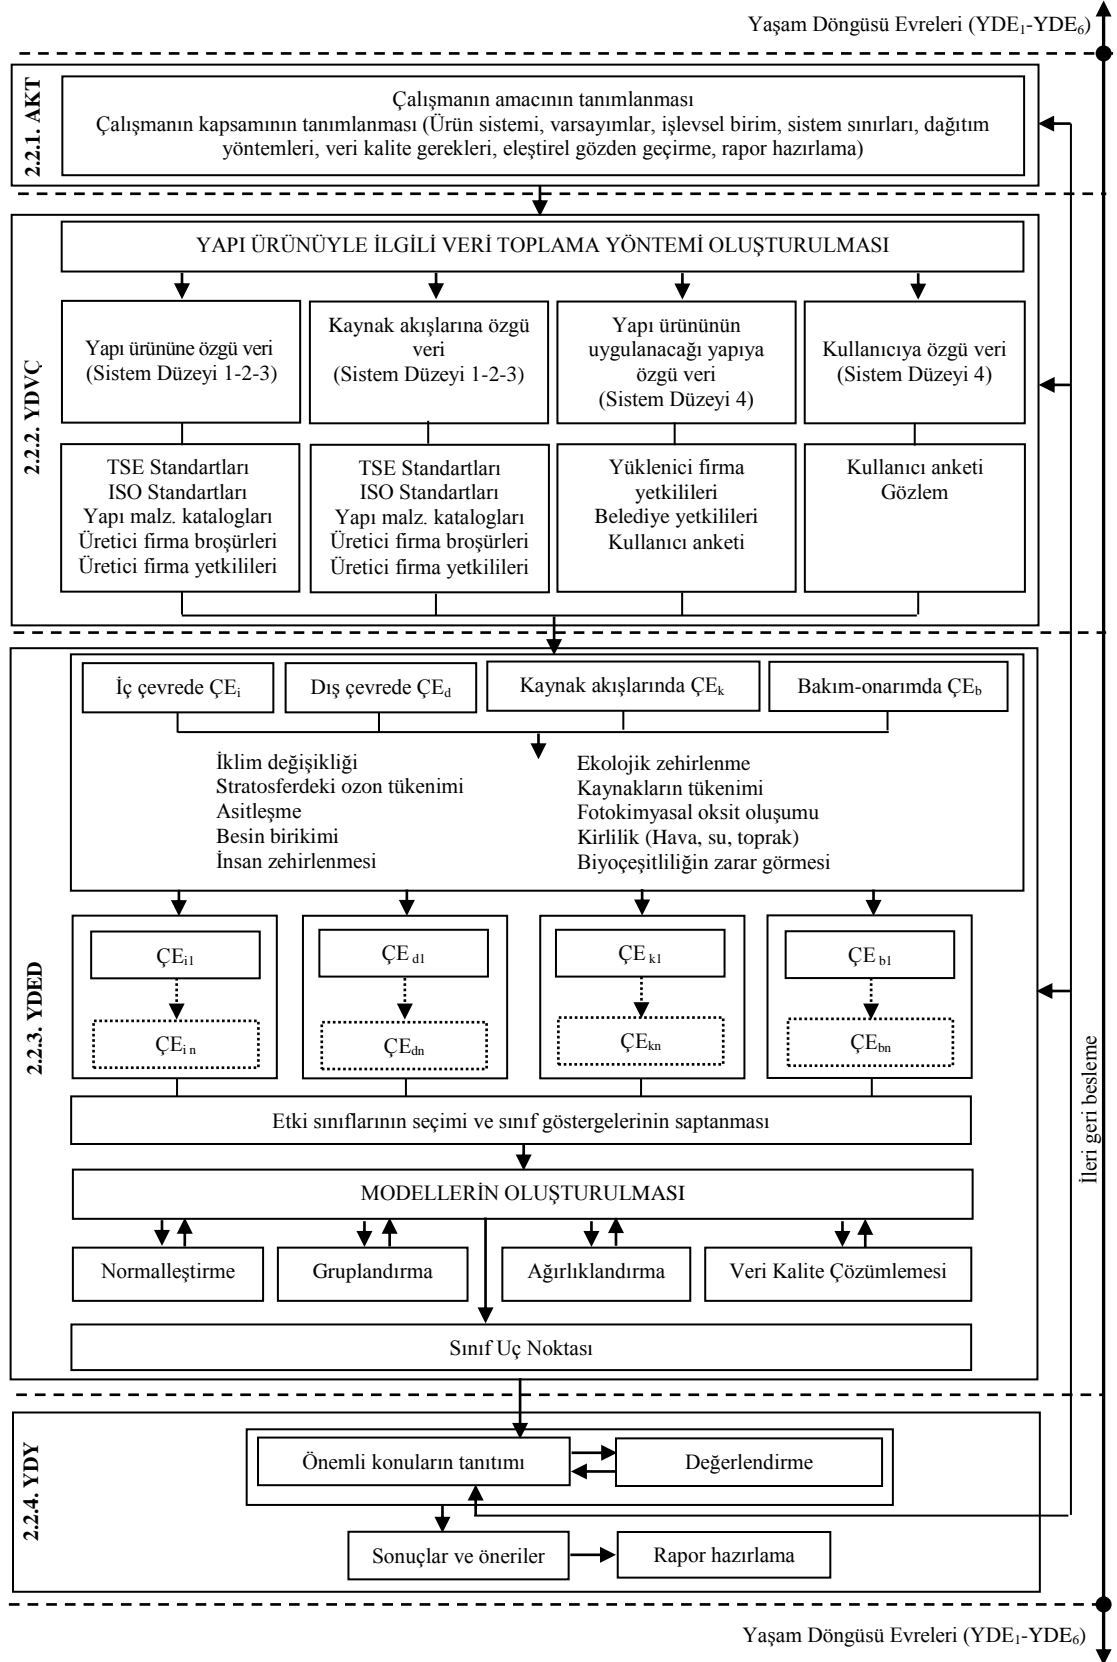 Yaşam Döngüsü Evreleri (YDE1-YDE6)
2.2.1. AKT
Çalışmanın amacının tanımlanması
Çalışmanın kapsamının tanımlanması (Ürün sistemi, varsayımlar, işlevsel birim, sistem sınırları, dağıtım
yöntemleri, veri kalite gerekleri, eleştirel gözden geçirme, rapor hazırlama)
2.2.2. YDVÇ
YAPI ÜRÜNÜYLE İLGİLİ VERİ TOPLAMA YÖNTEMİ OLUŞTURULMASI
Yapı ürününe özgü veri
(Sistem Düzeyi 1-2-3)
Kaynak akışlarına özgü
veri
(Sistem Düzeyi 1-2-3)
Yapı ürününün
uygulanacağı yapıya
özgü veri
(Sistem Düzeyi 4)
Kullanıcıya özgü veri
(Sistem Düzeyi 4)
TSE Standartları
ISO Standartları
Yapı malz. katalogları
Üretici firma broşürleri
Üretici firma yetkilileri
TSE Standartları
ISO Standartları
Yapı malz. katalogları
Üretici firma broşürleri
Üretici firma yetkilileri
Yüklenici firma
yetkilileri
Belediye yetkilileri
Kullanıcı anketi
Kullanıcı anketi
Gözlem
2.2.3. YDED
İç çevrede ÇEi
Dış çevrede ÇEd
Kaynak akışlarında ÇEk
Bakım-onarımda ÇEb
İklim değişikliği
Stratosferdeki ozon tükenimi
Asitleşme
Besin birikimi
İnsan zehirlenmesi
Ekolojik zehirlenme
Kaynakların tükenimi
Fotokimyasal oksit oluşumu
Kirlilik (Hava, su, toprak)
Biyoçeşitliliğin zarar görmesi
ÇEi1
ÇE d1
ÇE k1
ÇE b1
ÇEi n
ÇEdn
ÇEkn
ÇEbn
Etki sınıflarının seçimi ve sınıf göstergelerinin saptanması
MODELLERİN OLUŞTURULMASI
Normalleştirme
Gruplandırma
Ağırlıklandırma
Veri Kalite Çözümlemesi
Sınıf Uç Noktası
İleri geri besleme
2.2.4. YDY
Önemli konuların tanıtımı
Değerlendirme
Sonuçlar ve öneriler
Rapor hazırlama
Yaşam Döngüsü Evreleri (YDE1-YDE6)